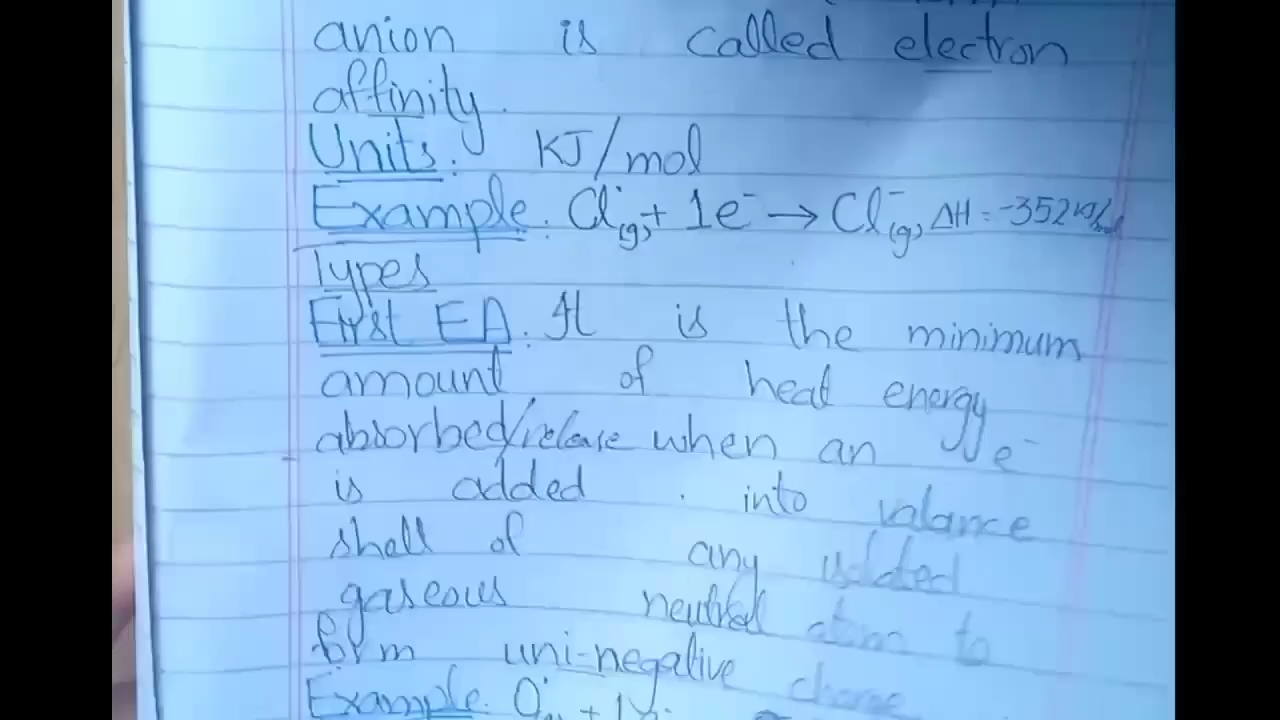 anion is called electron
affinity.
Units: KJ/mol
Example: Cl(g) + 1e⁻ → Cl⁻(g), ΔH = -352 KJ/mol
Types
First EA: It is the minimum
amount of heat energy
absorbed/release when an e⁻
is added into valance
shell of any isolated
gaseous neutral atom to
form uni-negative charge
Example: O(g) + 1